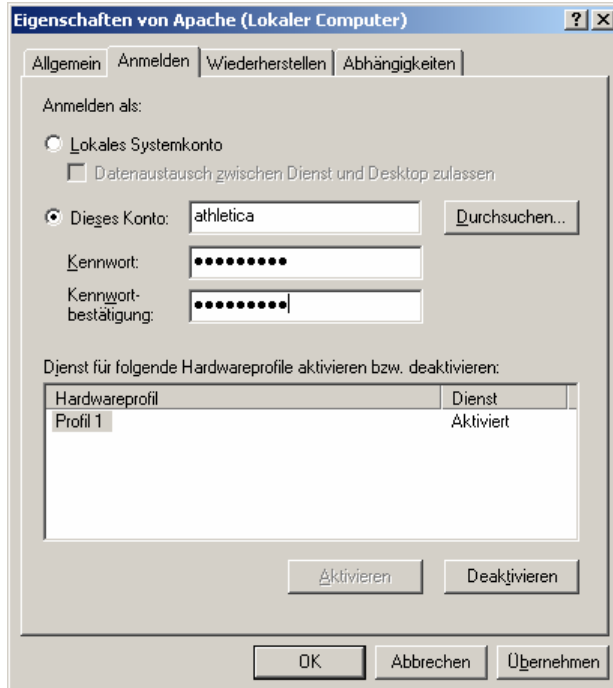 Eigenschaften von Apache (Lokaler Computer)
Allgemein Anmelden Wiederherstellen Abhängigkeiten
Anmelden als:
Lokales Systemkonto
Datenaustausch zwischen Dienst und Desktop zulassen
Dieses Konto: athletica Durchsuchen...
Kennwort: ●●●●●●●●●
Kennwort-
bestätigung: ●●●●●●●●●
Dienst für folgende Hardwareprofile aktivieren bzw. deaktivieren:
Hardwareprofil Dienst
Profil 1 Aktiviert
Aktivieren Deaktivieren
OK Abbrechen Übernehmen